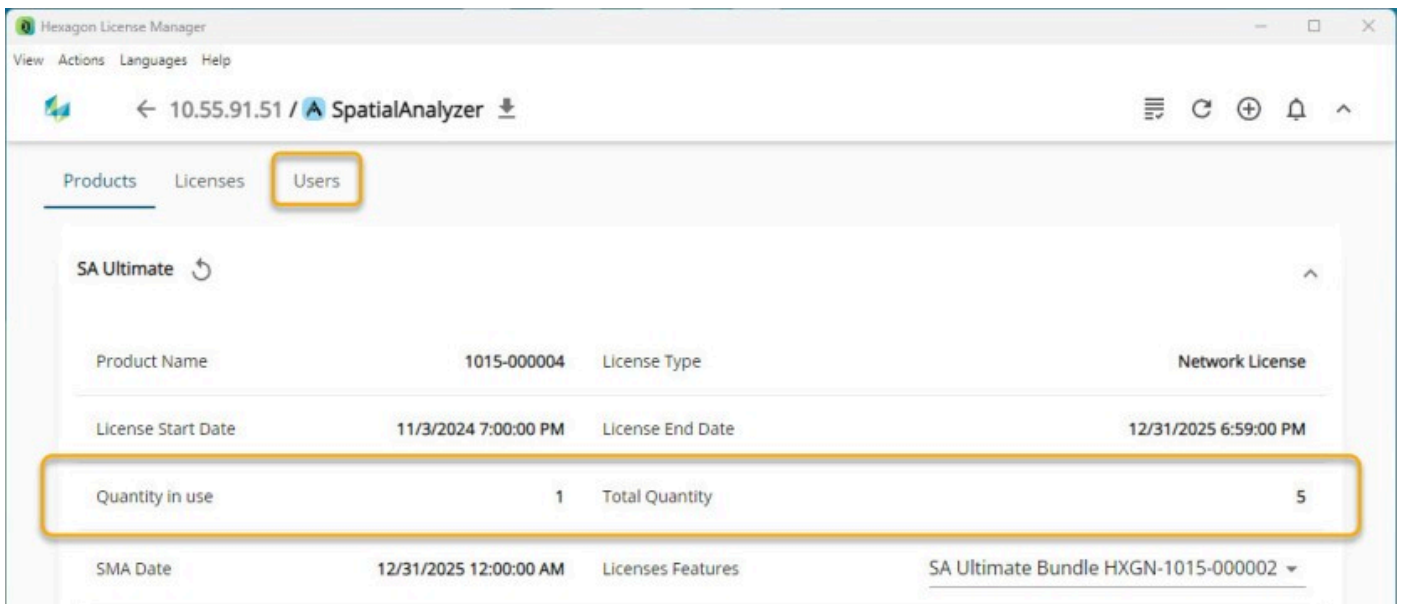 Hexagon License Manager
View Actions Languages Help
10.55.91.51 / SpatialAnalyzer
Products Licenses Users
SA Ultimate
Product Name 1015-000004 License Type Network License
License Start Date 11/3/2024 7:00:00 PM License End Date 12/31/2025 6:59:00 PM
Quantity in use 1 Total Quantity 5
SMA Date 12/31/2025 12:00:00 AM Licenses Features SA Ultimate Bundle HXGN-1015-000002